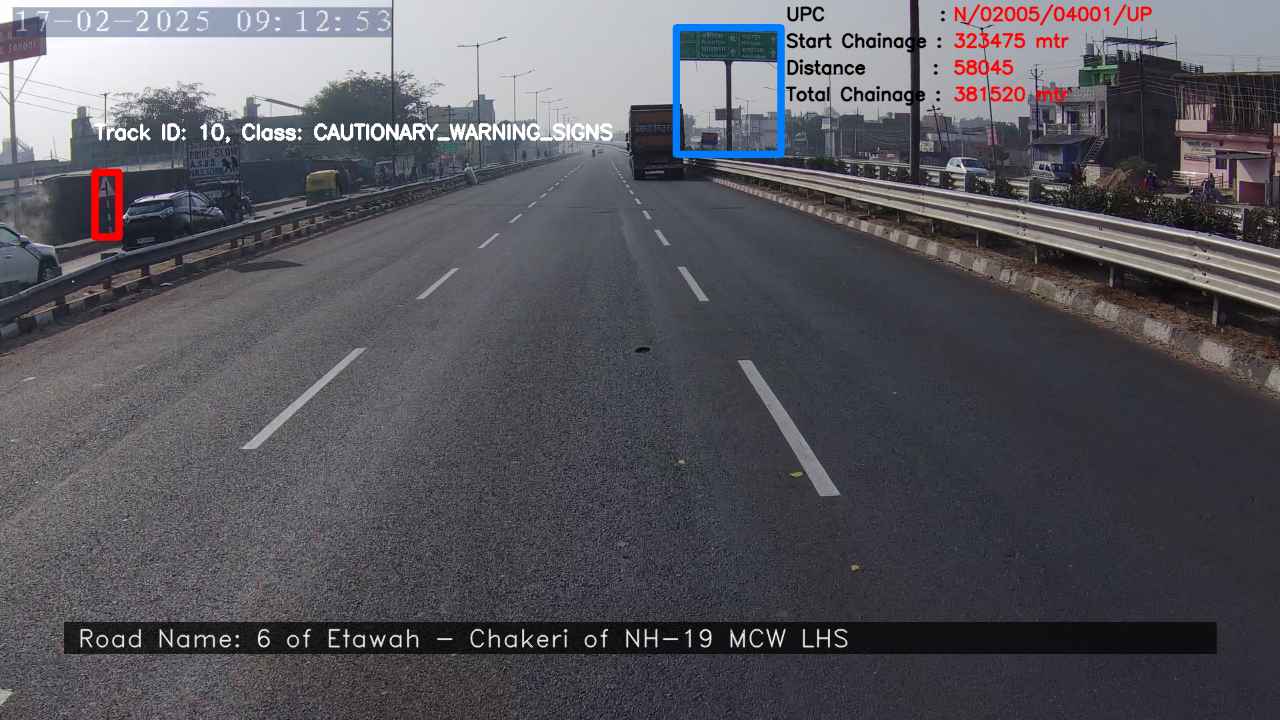 17-02-2025 09:12:53
UPC : N/02005/04001/UP
Start Chainage : 323475 mtr
Distance : 58045
Total Chainage : 381520 mtr
Track ID: 10, Class: CAUTIONARY_WARNING_SIGNS
Road Name: 6 of Etawah - Chakeri of NH-19 MCW LHS